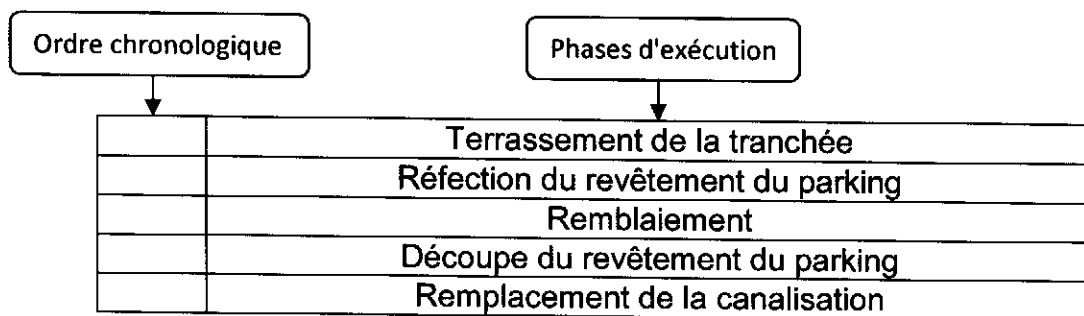 Ordre chronologique
Phases d'exécution
Terrassement de la tranchée
Réfection du revêtement du parking
Remblaiement
Découpe du revêtement du parking
Remplacement de la canalisation